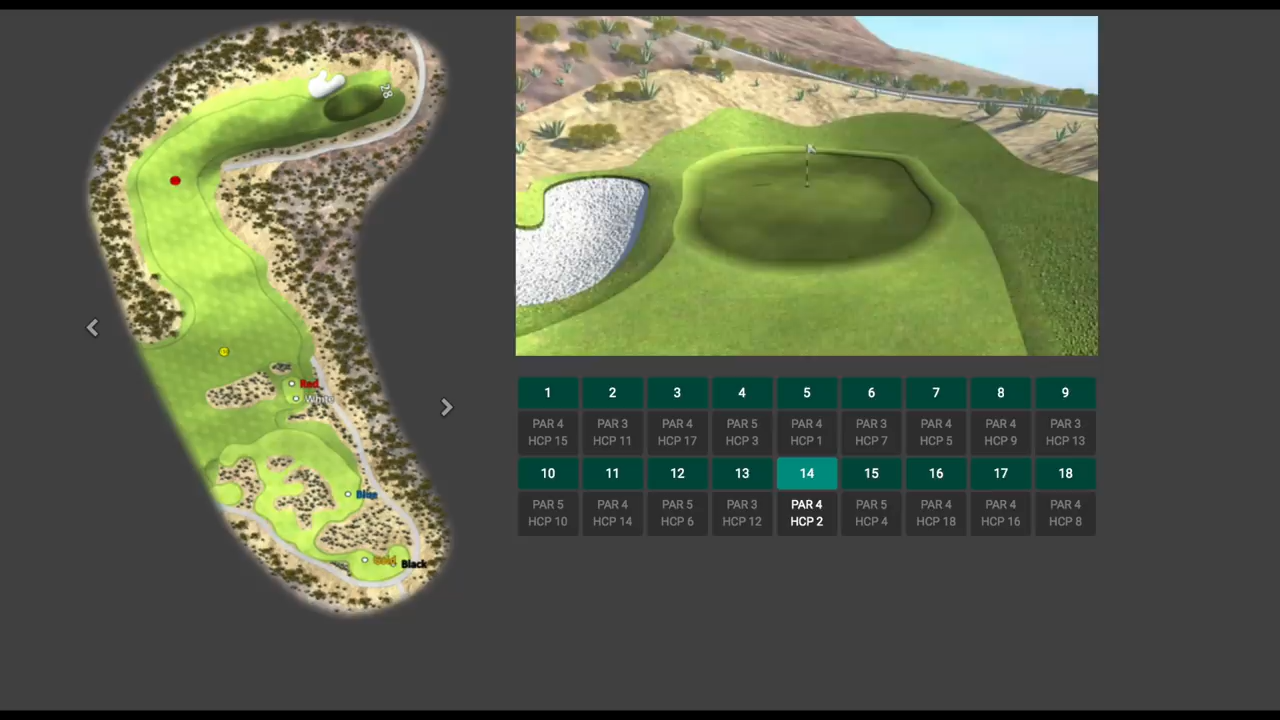 28
Red
White
Blue
Gold
Black
1 2 3 4 5 6 7 8 9
PAR 4 PAR 3 PAR 4 PAR 5 PAR 4 PAR 3 PAR 4 PAR 4 PAR 3
HCP 15 HCP 11 HCP 17 HCP 3 HCP 1 HCP 7 HCP 5 HCP 9 HCP 13
10 11 12 13 14 15 16 17 18
PAR 5 PAR 4 PAR 5 PAR 3 PAR 4 PAR 5 PAR 4 PAR 4 PAR 4
HCP 10 HCP 14 HCP 6 HCP 12 HCP 2 HCP 4 HCP 18 HCP 16 HCP 8